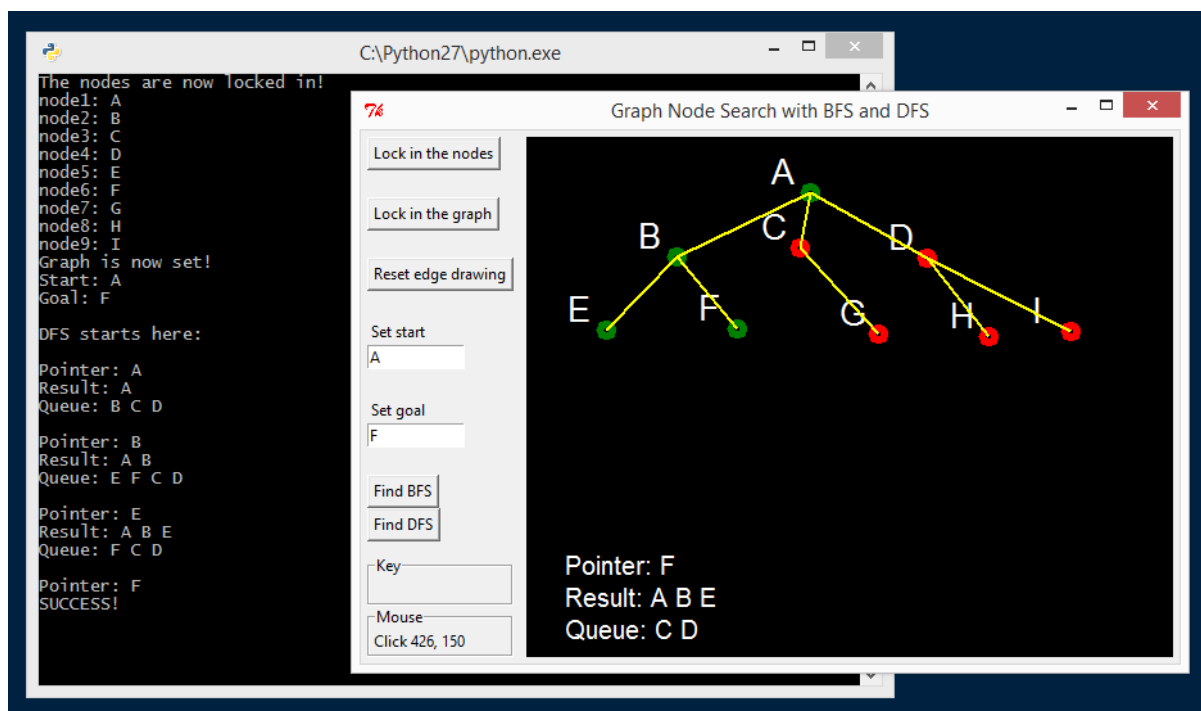 C:\Python27\python.exe
The nodes are now locked in!
node1: A
node2: B
node3: C
node4: D
node5: E
node6: F
node7: G
node8: H
node9: I
Graph is now set!
Start: A
Goal: F
DFS starts here:
Pointer: A
Result: A
Queue: B C D
Pointer: B
Result: A B
Queue: E F C D
Pointer: E
Result: A B E
Queue: F C D
Pointer: F
SUCCESS!
Graph Node Search with BFS and DFS
Lock in the nodes
Lock in the graph
Reset edge drawing
Set start
A
Set goal
F
Find BFS
Find DFS
Key
Mouse
Click 426, 150
A
B
C
D
E
F
G
H
I
Pointer: F
Result: A B E
Queue: C D